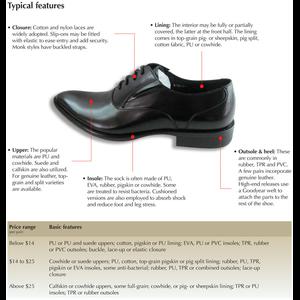 Typical features
• Closure: Cotton and nylon laces are
widely adopted. Slip-ons may be fitted
with elastic to ease entry and add security.
Monk styles have buckled straps.
• Lining: The interior may be fully or partially
covered, the latter at the front half. The lining
comes in top-grain pig- or sheepskin, pig split,
cotton fabric, PU or cowhide.
• Upper: The popular
materials are PU and
cowhide. Suede and
calfskin are also utilized.
For genuine leather, top-
grain and split varieties
are available.
• Insole: The sock is often made of PU,
EVA, rubber, pigskin or cowhide. Some
are treated to resist bacteria. Cushioned
versions are also employed to absorb shock
and reduce foot and leg stress.
• Outsole & heel: These
are commonly in
rubber, TPR and PVC.
A few pairs incorporate
genuine leather.
High-end releases use
a Goodyear welt to
attach the parts to the
rest of the shoe.
Price range
Basic features
Below $14
PU or PU and suede uppers; cotton, pigskin or PU lining; EVA, PU or PVC insoles; TPR, rubber
or PVC outsoles; buckle, lace-up or elastic closure
$14 to $25
Cowhide or suede uppers; PU, cotton, top-grain pigskin or pig split lining; rubber, PU, TPR,
pigskin or EVA insoles, some anti-bacterial; rubber, PU, TPR or combined outsoles; lace-up
closure
Above $25
Calfskin or cowhide uppers, some full-grain; cowhide, or pig- or sheepskin lining; TPR or PU
insoles; TPR or rubber outsoles